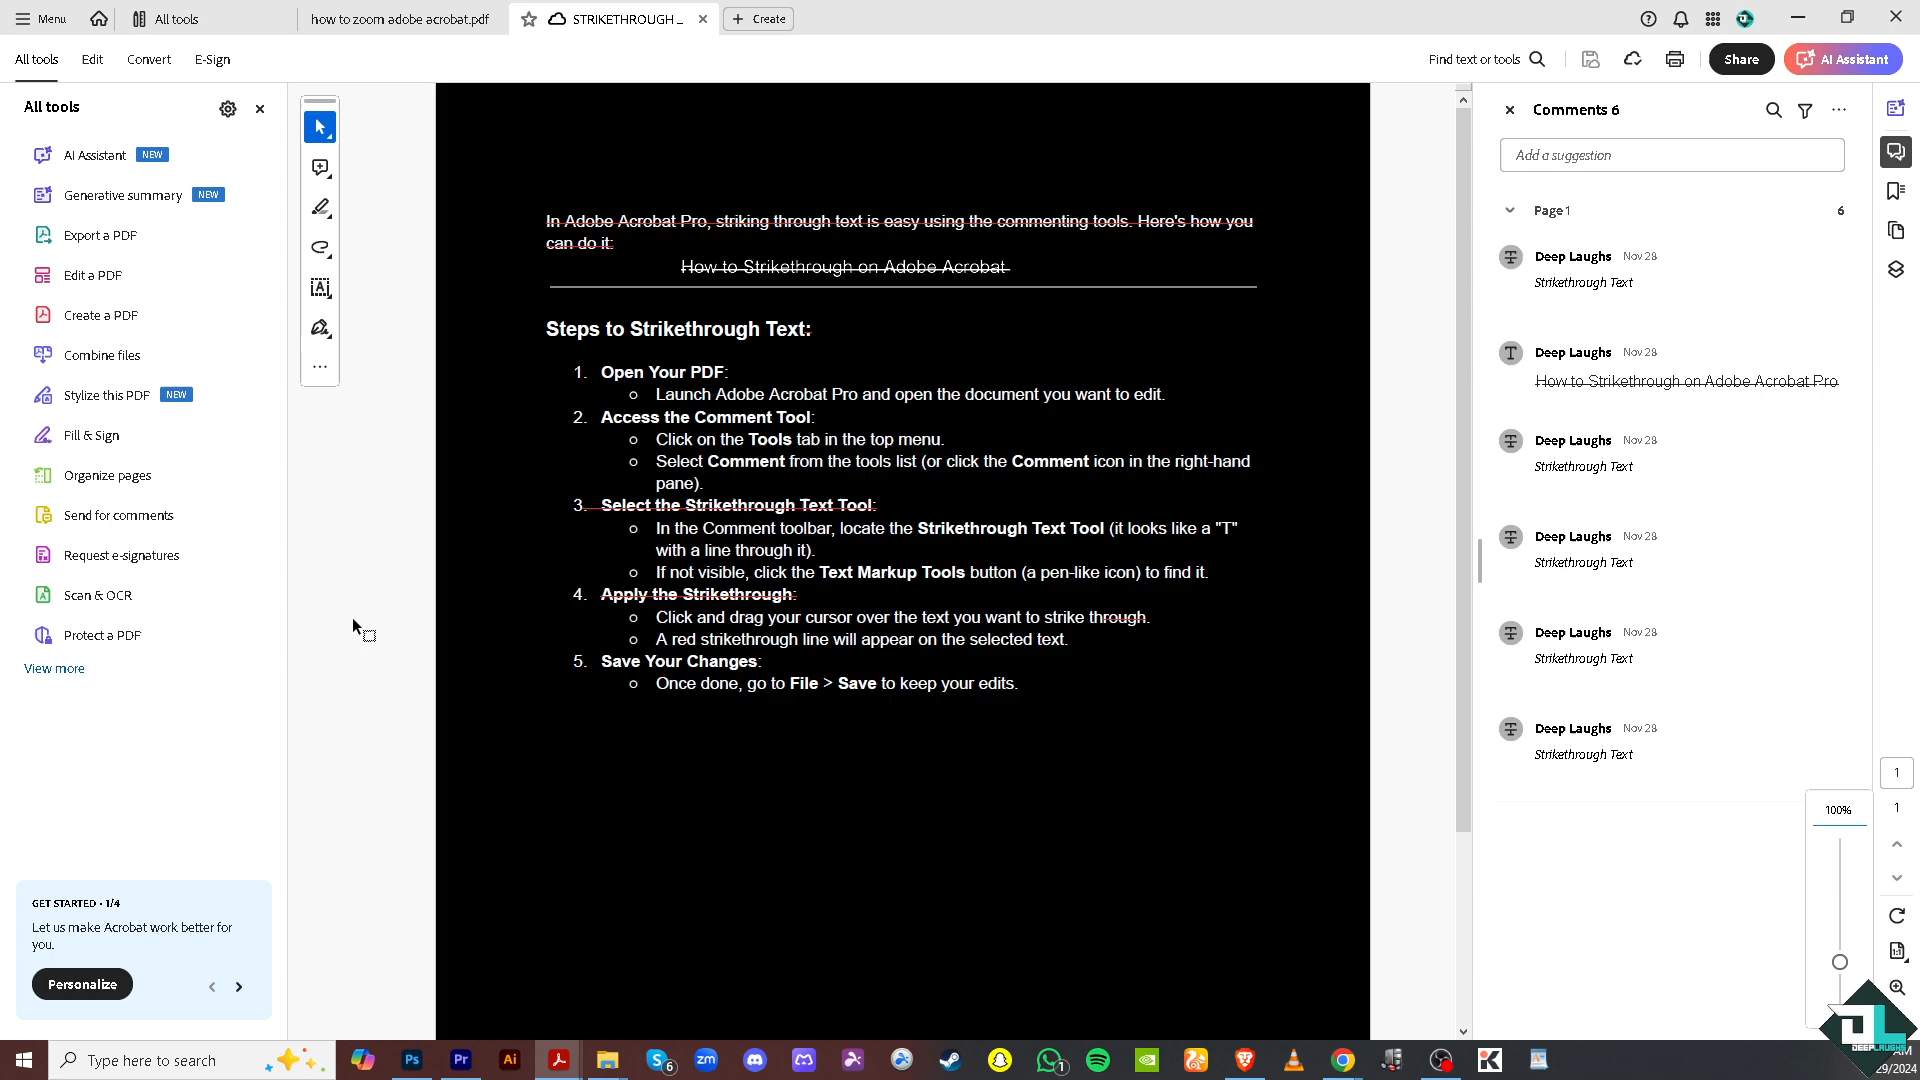 Menu
All tools
how to zoom adobe acrobat.pdf
STRIKETHROUGH _
Create
All tools
Edit
Convert
E-Sign
Find text or tools
Share
AI Assistant
All tools
AI Assistant NEW
Generative summary NEW
Export a PDF
Edit a PDF
Create a PDF
Combine files
Stylize this PDF NEW
Fill & Sign
Organize pages
Send for comments
Request e-signatures
Scan & OCR
Protect a PDF
View more
GET STARTED • 1/4
Let us make Acrobat work better for
you.
Personalize
In Adobe Acrobat Pro, striking through text is easy using the commenting tools. Here's how you
can do it:
How to Strikethrough on Adobe Acrobat
Steps to Strikethrough Text:
1. Open Your PDF:
o Launch Adobe Acrobat Pro and open the document you want to edit.
2. Access the Comment Tool:
o Click on the Tools tab in the top menu.
o Select Comment from the tools list (or click the Comment icon in the right-hand
pane).
3. Select the Strikethrough Text Tool:
o In the Comment toolbar, locate the Strikethrough Text Tool (it looks like a "T"
with a line through it).
o If not visible, click the Text Markup Tools button (a pen-like icon) to find it.
4. Apply the Strikethrough:
o Click and drag your cursor over the text you want to strike through.
o A red strikethrough line will appear on the selected text.
5. Save Your Changes:
o Once done, go to File > Save to keep your edits.
Comments 6
Add a suggestion
Page 1 6
Deep Laughs Nov 28
Strikethrough Text
Deep Laughs Nov 28
How to Strikethrough on Adobe Acrobat Pro
Deep Laughs Nov 28
Strikethrough Text
Deep Laughs Nov 28
Strikethrough Text
Deep Laughs Nov 28
Strikethrough Text
Deep Laughs Nov 28
Strikethrough Text
1
100%
1
Type here to search
Ps
Pr
Ai
6
zm
1
DEEPLAUGHS
AM
29/2024